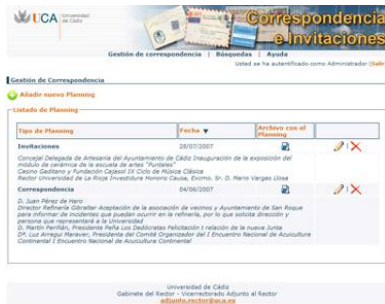 UCA Universidad de Cádiz
Correspondencia
e Invitaciones
Gestión de correspondencia | Búsquedas | Ayuda
Usted se ha autentificado como Administrador (Salir
Gestión de Correspondencia
Añadir nuevo Planning
Listado de Planning
Tipo de Planning Fecha ▼ Archivo con el Planning
Invitaciones 28/07/2007
Concejal Delegada de Artesanía del Ayuntamiento de Cádiz Inauguración de la exposición del
módulo de cerámica de la escuela de artes "Puntales"
Casino Gaditano y Fundación Cajasol IX Ciclo de Música Clásica
Rector Universidad de La Rioja Investidura Honoris Causa, Excmo. Sr. D. Mario Vargas Llosa
Correspondencia 04/06/2007
D. Juan Pérez de Haro
Director Refinería Gibraltar Aceptación de la asociación de vecinos y Ayuntamiento de San Roque
para informar de incidentes que puedan ocurrir en la refinería, por lo que solicita dirección y
persona que representará a la Universidad
D. Martín Perillán, Presidente Peña Los Dedócratas Felicitación t relación de la nueva Junta
Dª. Luz Arregui Maraver, Presidenta del Comité Organizador del I Encuentro Nacional de Acuicultura
Continental I Encuentro Nacional de Acuicultura Continental
Universidad de Cádiz
Gabinete del Rector - Vicerrectorado Adjunto al Rector
adjunto.rector@uca.es